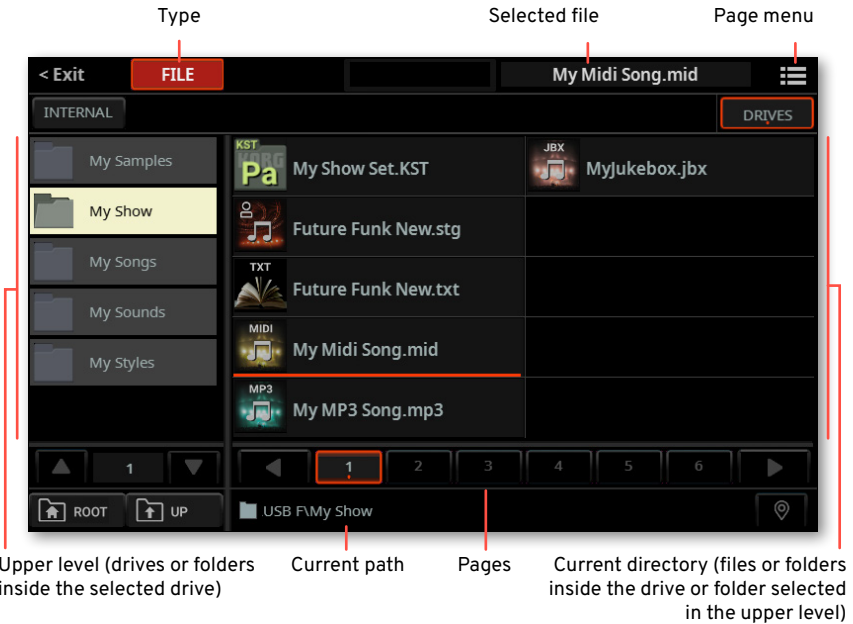 Type
Selected file
Page menu
< Exit
FILE
My Midi Song.mid
INTERNAL
DRIVES
My Samples
My Show
My Songs
My Sounds
My Styles
KST
KORG
Pa
My Show Set.KST
Future Funk New.stg
TXT
Future Funk New.txt
MIDI
My Midi Song.mid
MP3
My MP3 Song.mp3
JBX
MyJukebox.jbx
1
1
2
3
4
5
6
ROOT
UP
USB F\My Show
Upper level (drives or folders
inside the selected drive)
Current path
Pages
Current directory (files or folders
inside the drive or folder selected
in the upper level)